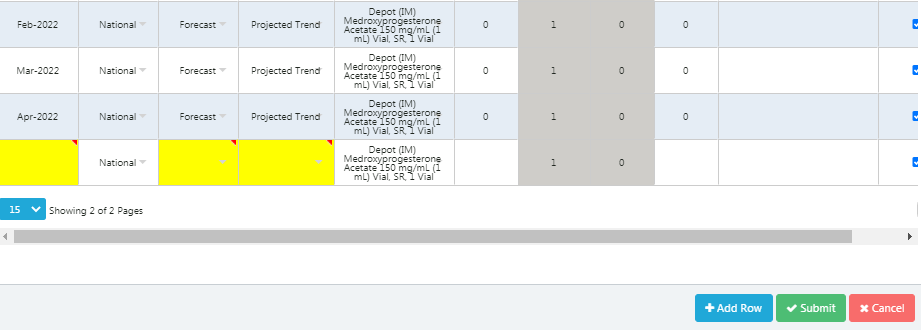 Feb-2022 National Forecast Projected Trend Depot (IM) Medroxyprogesterone Acetate 150 mg/mL (1 mL) Vial, SR, 1 Vial 0 1 0 0
Mar-2022 National Forecast Projected Trend Depot (IM) Medroxyprogesterone Acetate 150 mg/mL (1 mL) Vial, SR, 1 Vial 0 1 0 0
Apr-2022 National Forecast Projected Trend Depot (IM) Medroxyprogesterone Acetate 150 mg/mL (1 mL) Vial, SR, 1 Vial 0 1 0 0
National Depot (IM) Medroxyprogesterone Acetate 150 mg/mL (1 mL) Vial, SR, 1 Vial 1 0
15 Showing 2 of 2 Pages
Add Row Submit Cancel